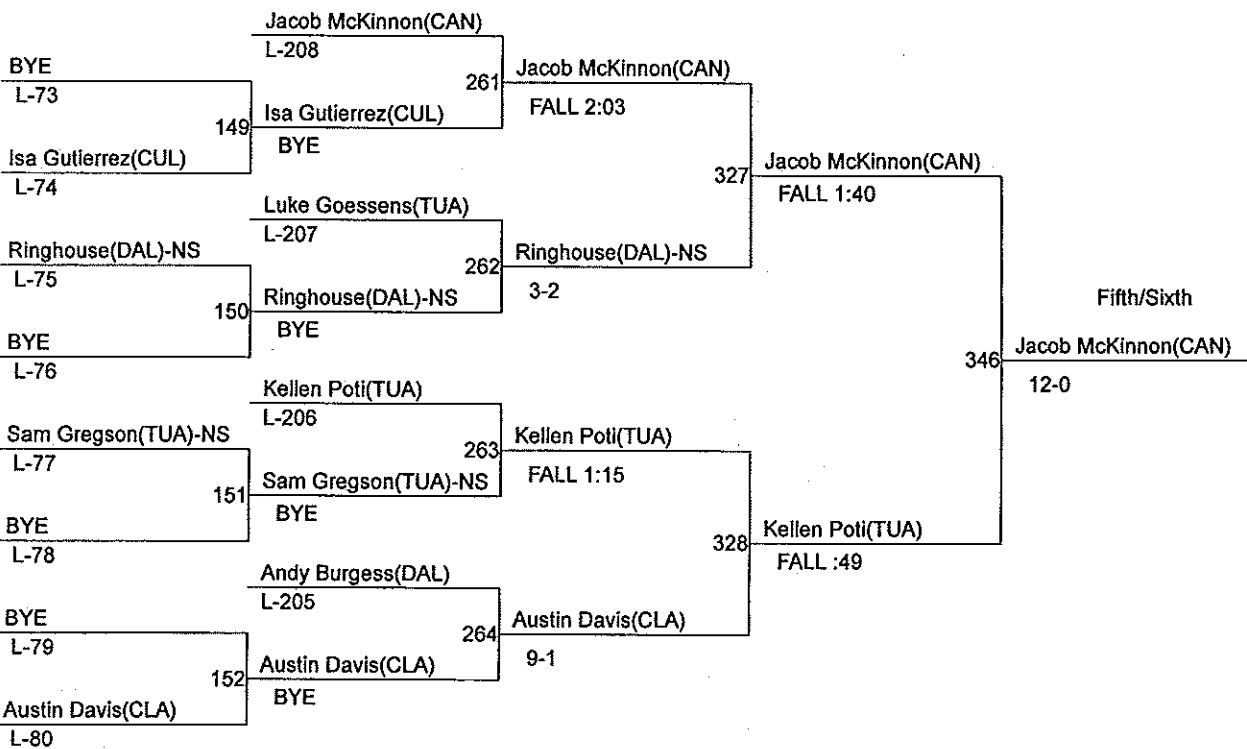 Jacob McKinnon(CAN)
L-208
BYE
L-73
261
Jacob McKinnon(CAN)
FALL 2:03
149
Isa Gutierrez(CUL)
BYE
Isa Gutierrez(CUL)
L-74
327
Jacob McKinnon(CAN)
FALL 1:40
Luke Goessens(TUA)
L-207
Ringhouse(DAL)-NS
L-75
262
Ringhouse(DAL)-NS
3-2
150
Ringhouse(DAL)-NS
BYE
BYE
L-76
Fifth/Sixth
346
Jacob McKinnon(CAN)
12-0
Kellen Poti(TUA)
L-206
Sam Gregson(TUA)-NS
L-77
263
Kellen Poti(TUA)
FALL 1:15
151
Sam Gregson(TUA)-NS
BYE
BYE
L-78
328
Kellen Poti(TUA)
FALL :49
Andy Burgess(DAL)
L-205
BYE
L-79
264
Austin Davis(CLA)
9-1
152
Austin Davis(CLA)
BYE
Austin Davis(CLA)
L-80